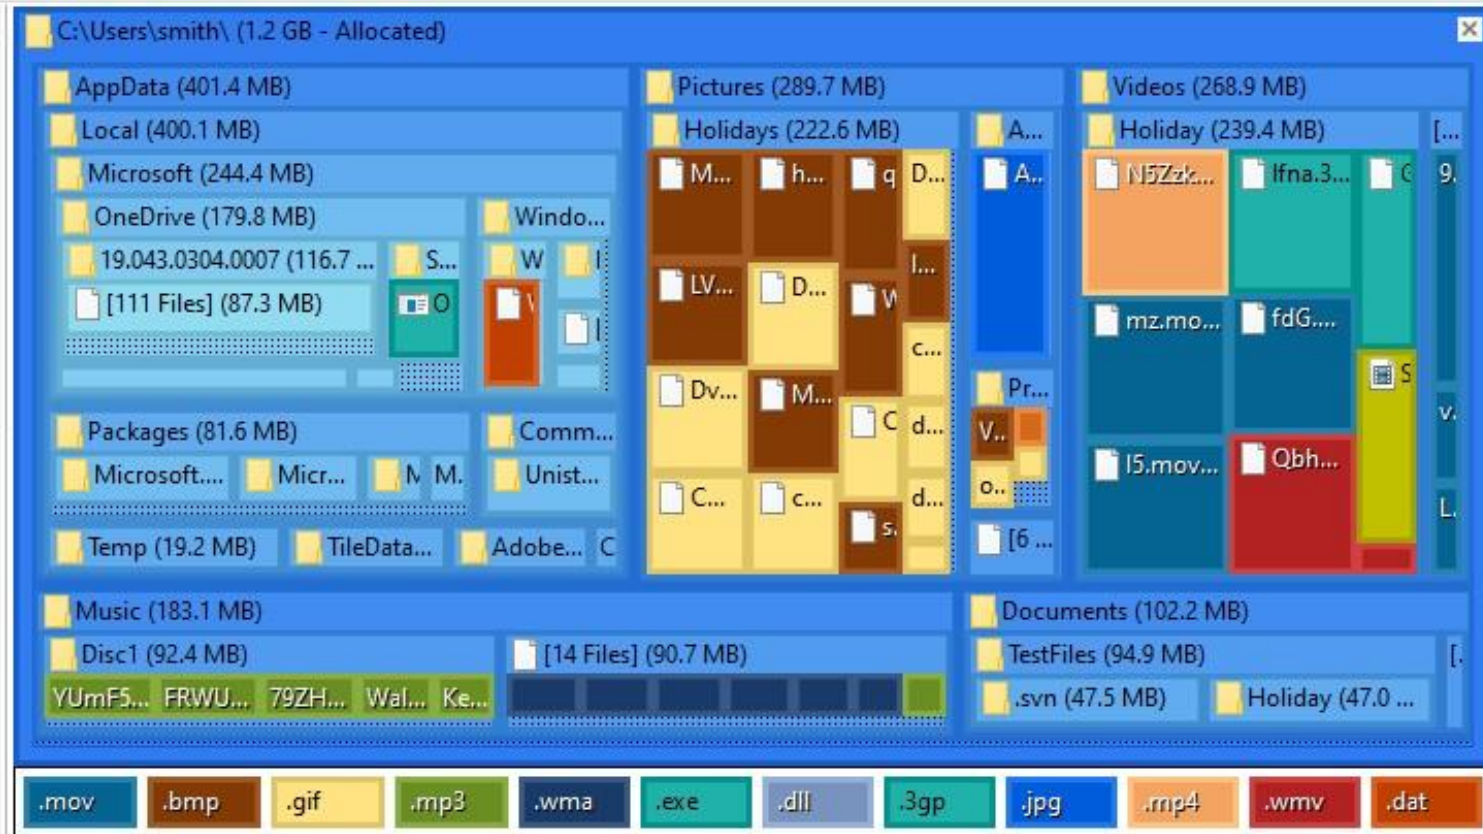 C:\Users\smith\ (1.2 GB - Allocated)
AppData (401.4 MB)
Local (400.1 MB)
Microsoft (244.4 MB)
OneDrive (179.8 MB)
Windo...
19.043.0304.0007 (116.7 ...
S...
W
[111 Files] (87.3 MB)
O
Packages (81.6 MB)
Comm...
Microsoft....
Micr...
M.
Unist...
Temp (19.2 MB)
TileData...
Adobe...
C
Pictures (289.7 MB)
Holidays (222.6 MB)
A...
M...
h...
q
D...
A..
LV...
D...
W
c...
Dv...
M...
C
d...
Pr...
V..
o..
C...
c...
s.
d...
[6 ...
Videos (268.9 MB)
Holiday (239.4 MB)
[...
N5Zzk...
lfna.3...
9.
mz.mo...
fdG....
S
v.
l5.mov...
Qbh...
L.
Music (183.1 MB)
Disc1 (92.4 MB)
[14 Files] (90.7 MB)
YUmF5...
FRWU...
79ZH...
Wal...
Ke...
Documents (102.2 MB)
TestFiles (94.9 MB)
[.
.svn (47.5 MB)
Holiday (47.0 ...
.mov
.bmp
.gif
.mp3
.wma
.exe
.dll
.3gp
.jpg
.mp4
.wmv
.dat